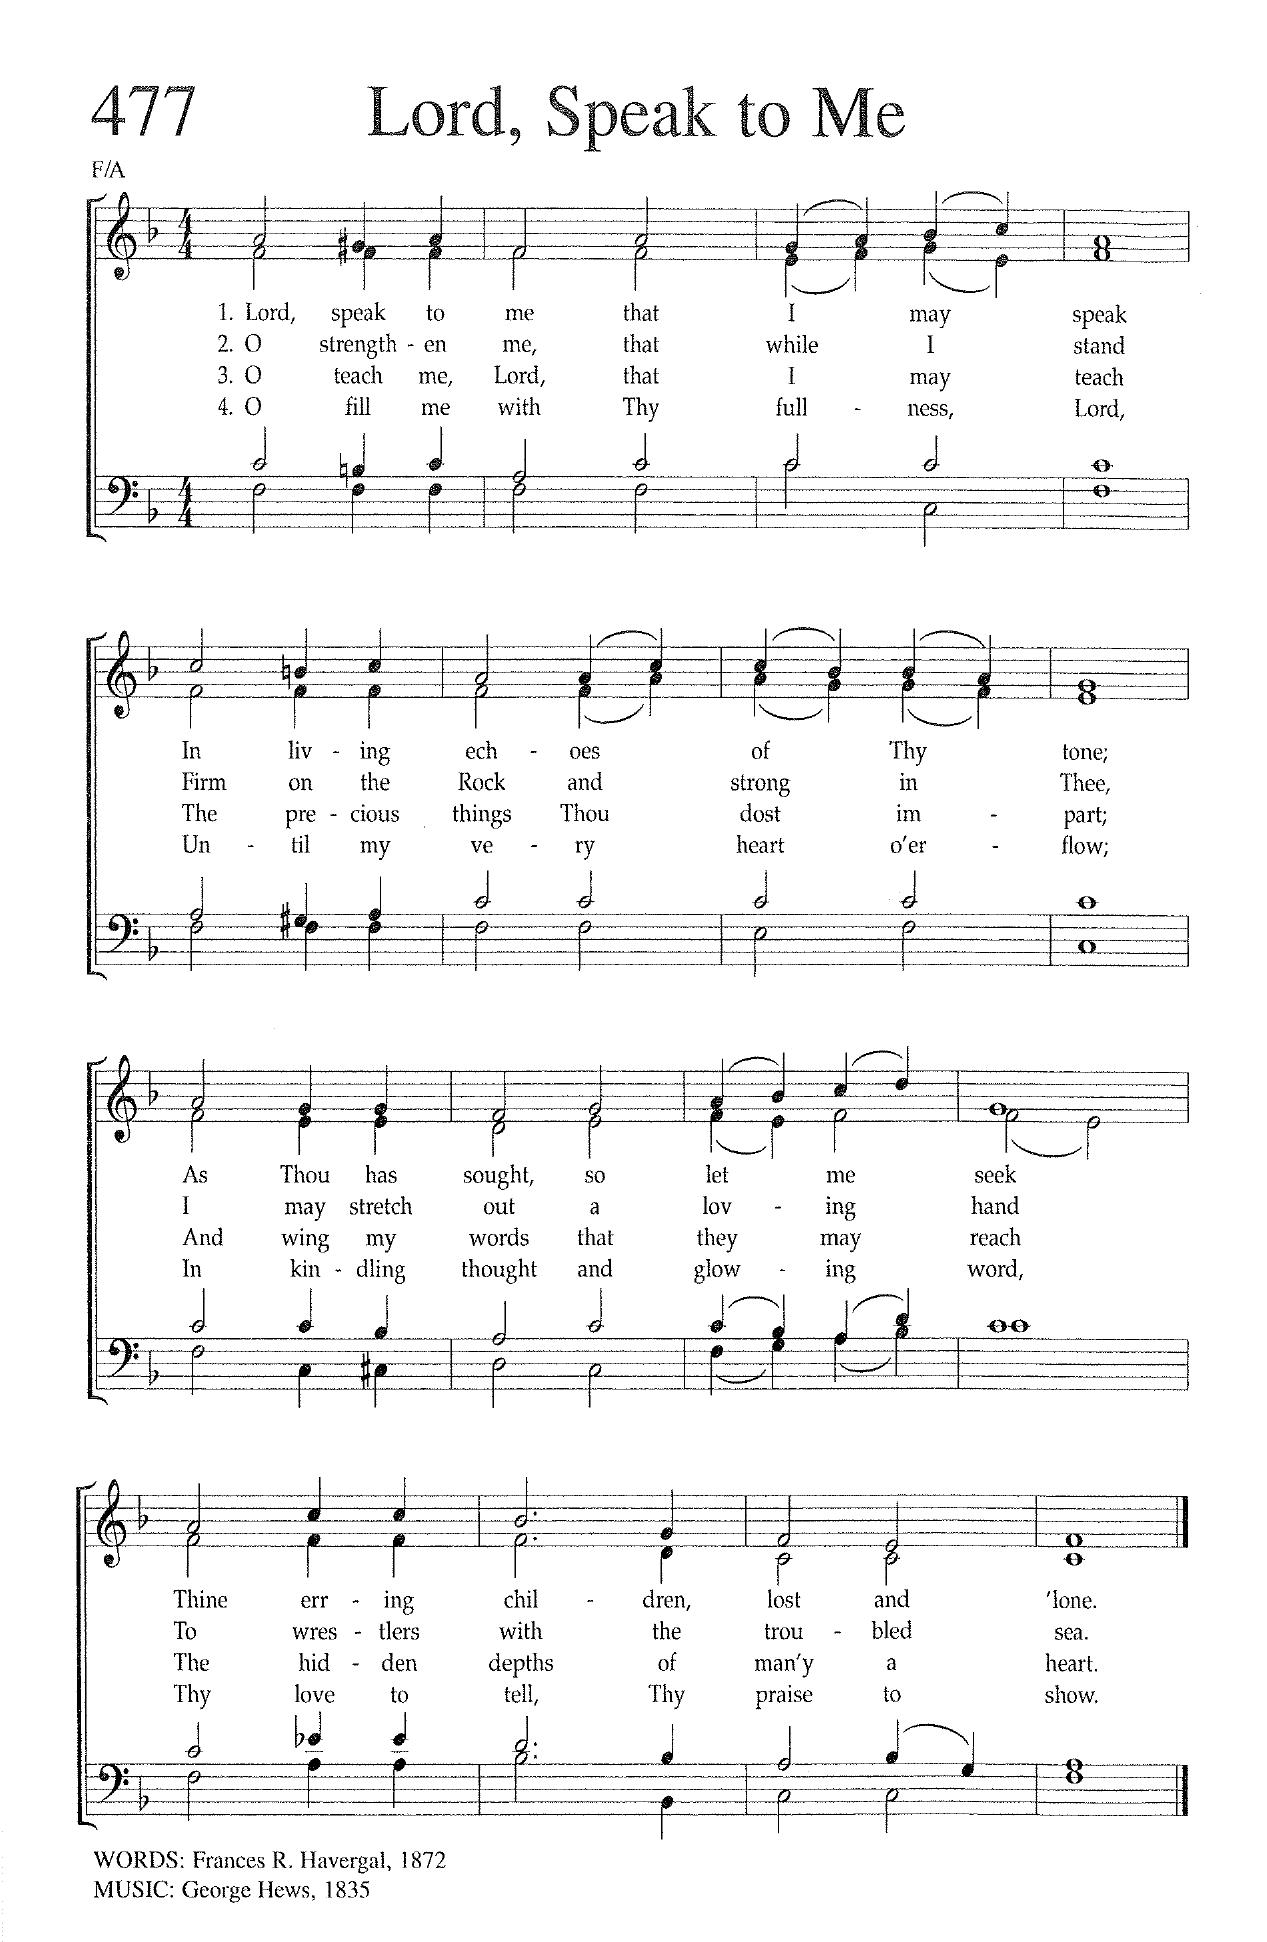 477 Lord, Speak to Me
F/A
1. Lord, speak to me that I may speak
2. O strength - en me, that while I stand
3. O teach me, Lord, that I may teach
4. O fill me with Thy full - ness, Lord,
In liv - ing ech - oes of Thy tone;
Firm on the Rock and strong in Thee,
The pre - cious things Thou dost im - part;
Un - til my ve - ry heart o'er - flow;
As Thou has sought, so let me seek
I may stretch out a lov - ing hand
And wing my words that they may reach
In kin - dling thought and glow - ing word,
Thine err - ing chil - dren, lost and 'lone.
To wres - tlers with the trou - bled sea.
The hid - den depths of man'y a heart.
Thy love to tell, Thy praise to show.
WORDS: Frances R. Havergal, 1872
MUSIC: George Hews, 1835